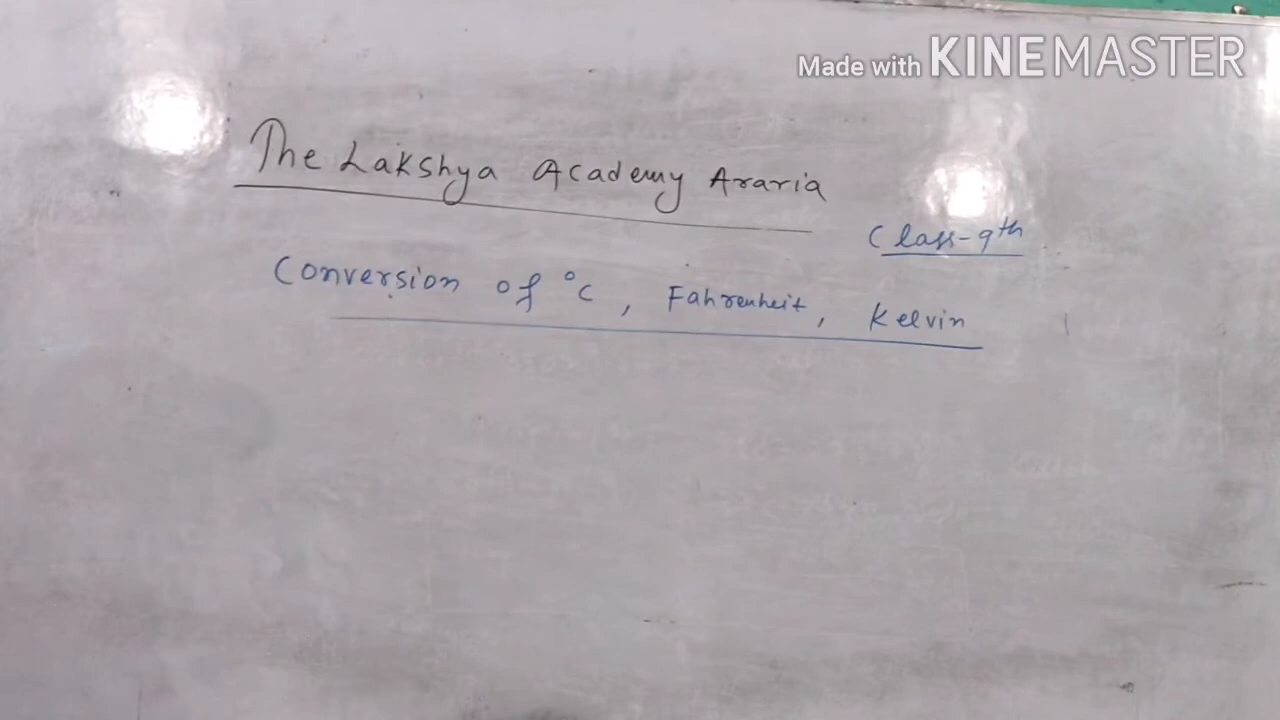 Made with KINEMASTER
The Lakshya Academy Araria
Class-9th
Conversion of °C, Fahrenheit, Kelvin